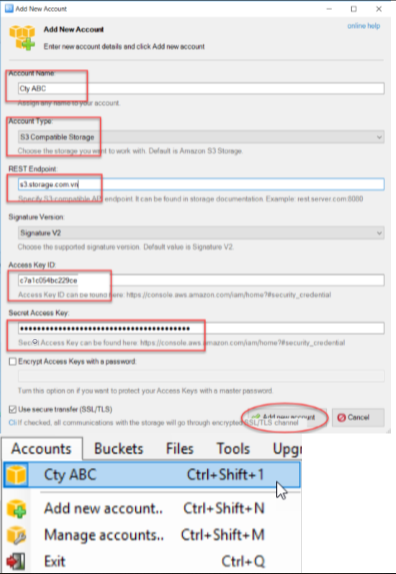 Add New Account
online help
Add New Account
Enter new account details and click Add new account
Account Name:
Cty ABC
Assign any name to your account.
Account Type:
S3 Compatible Storage
Choose the storage you want to work with. Default is Amazon S3 Storage.
REST Endpoint:
s3.storage.com.vn
Specify S3-compatible API endpoint. It can be found in storage documentation. Example: rest.server.com:8080
Signature Version:
Signature V2
Choose the supported signature version. Default value is Signature V2.
Access Key ID:
c7a1c054bc229ce
Access Key ID can be found here: https://console.aws.amazon.com/iam/home?#security_credential
Secret Access Key:
Secret Access Key can be found here: https://console.aws.amazon.com/iam/home?#security_credential
Encrypt Access Keys with a password:
Turn this option on if you want to protect your Access Keys with a master password.
Use secure transfer (SSL/TLS)
If checked, all communications with the storage will go through encrypted SSL/TLS channel
Add new account
Cancel
Accounts Buckets Files Tools Upgr
Cty ABC Ctrl+Shift+1
Add new account.. Ctrl+Shift+N
Manage accounts.. Ctrl+Shift+M
Exit Ctrl+Q